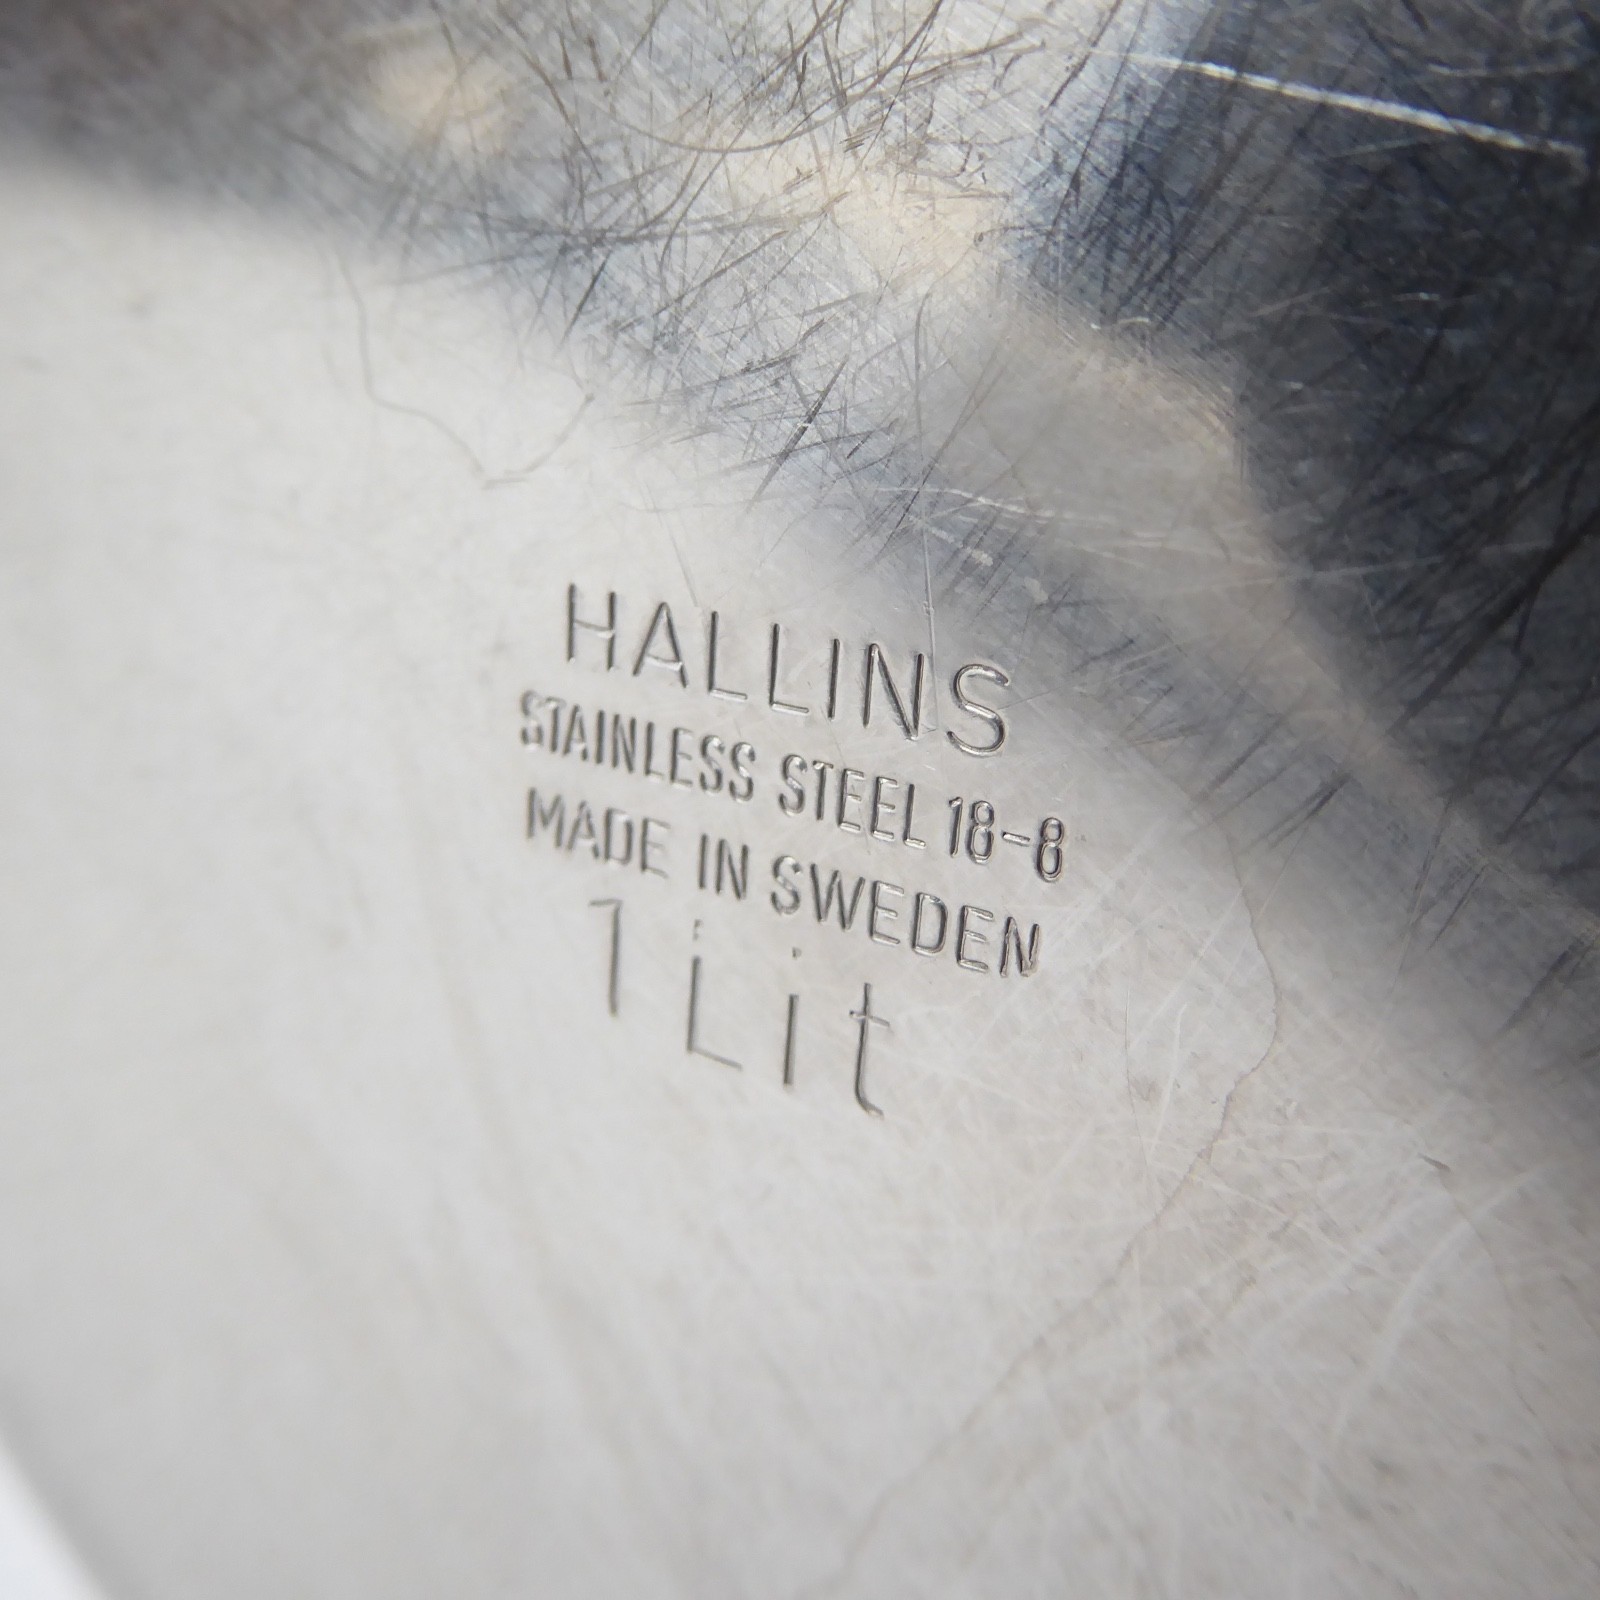 HALLINS
STAINLESS STEEL 18-8
MADE IN SWEDEN
1 Lit